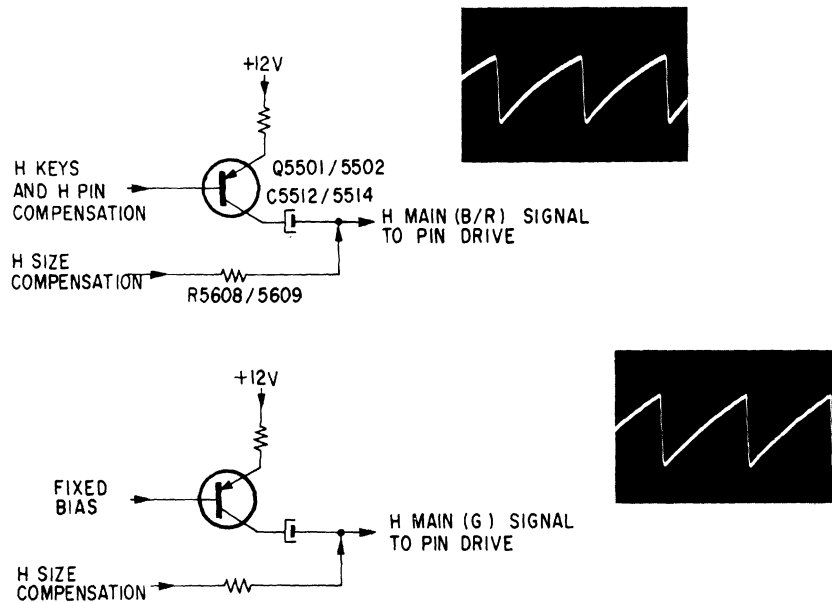 +12V
H KEYS
AND H PIN
COMPENSATION
Q5501/5502
C5512/5514
H MAIN (B/R) SIGNAL
TO PIN DRIVE
H SIZE
COMPENSATION
R5608/5609
+12V
FIXED
BIAS
H MAIN (G) SIGNAL
TO PIN DRIVE
H SIZE
COMPENSATION